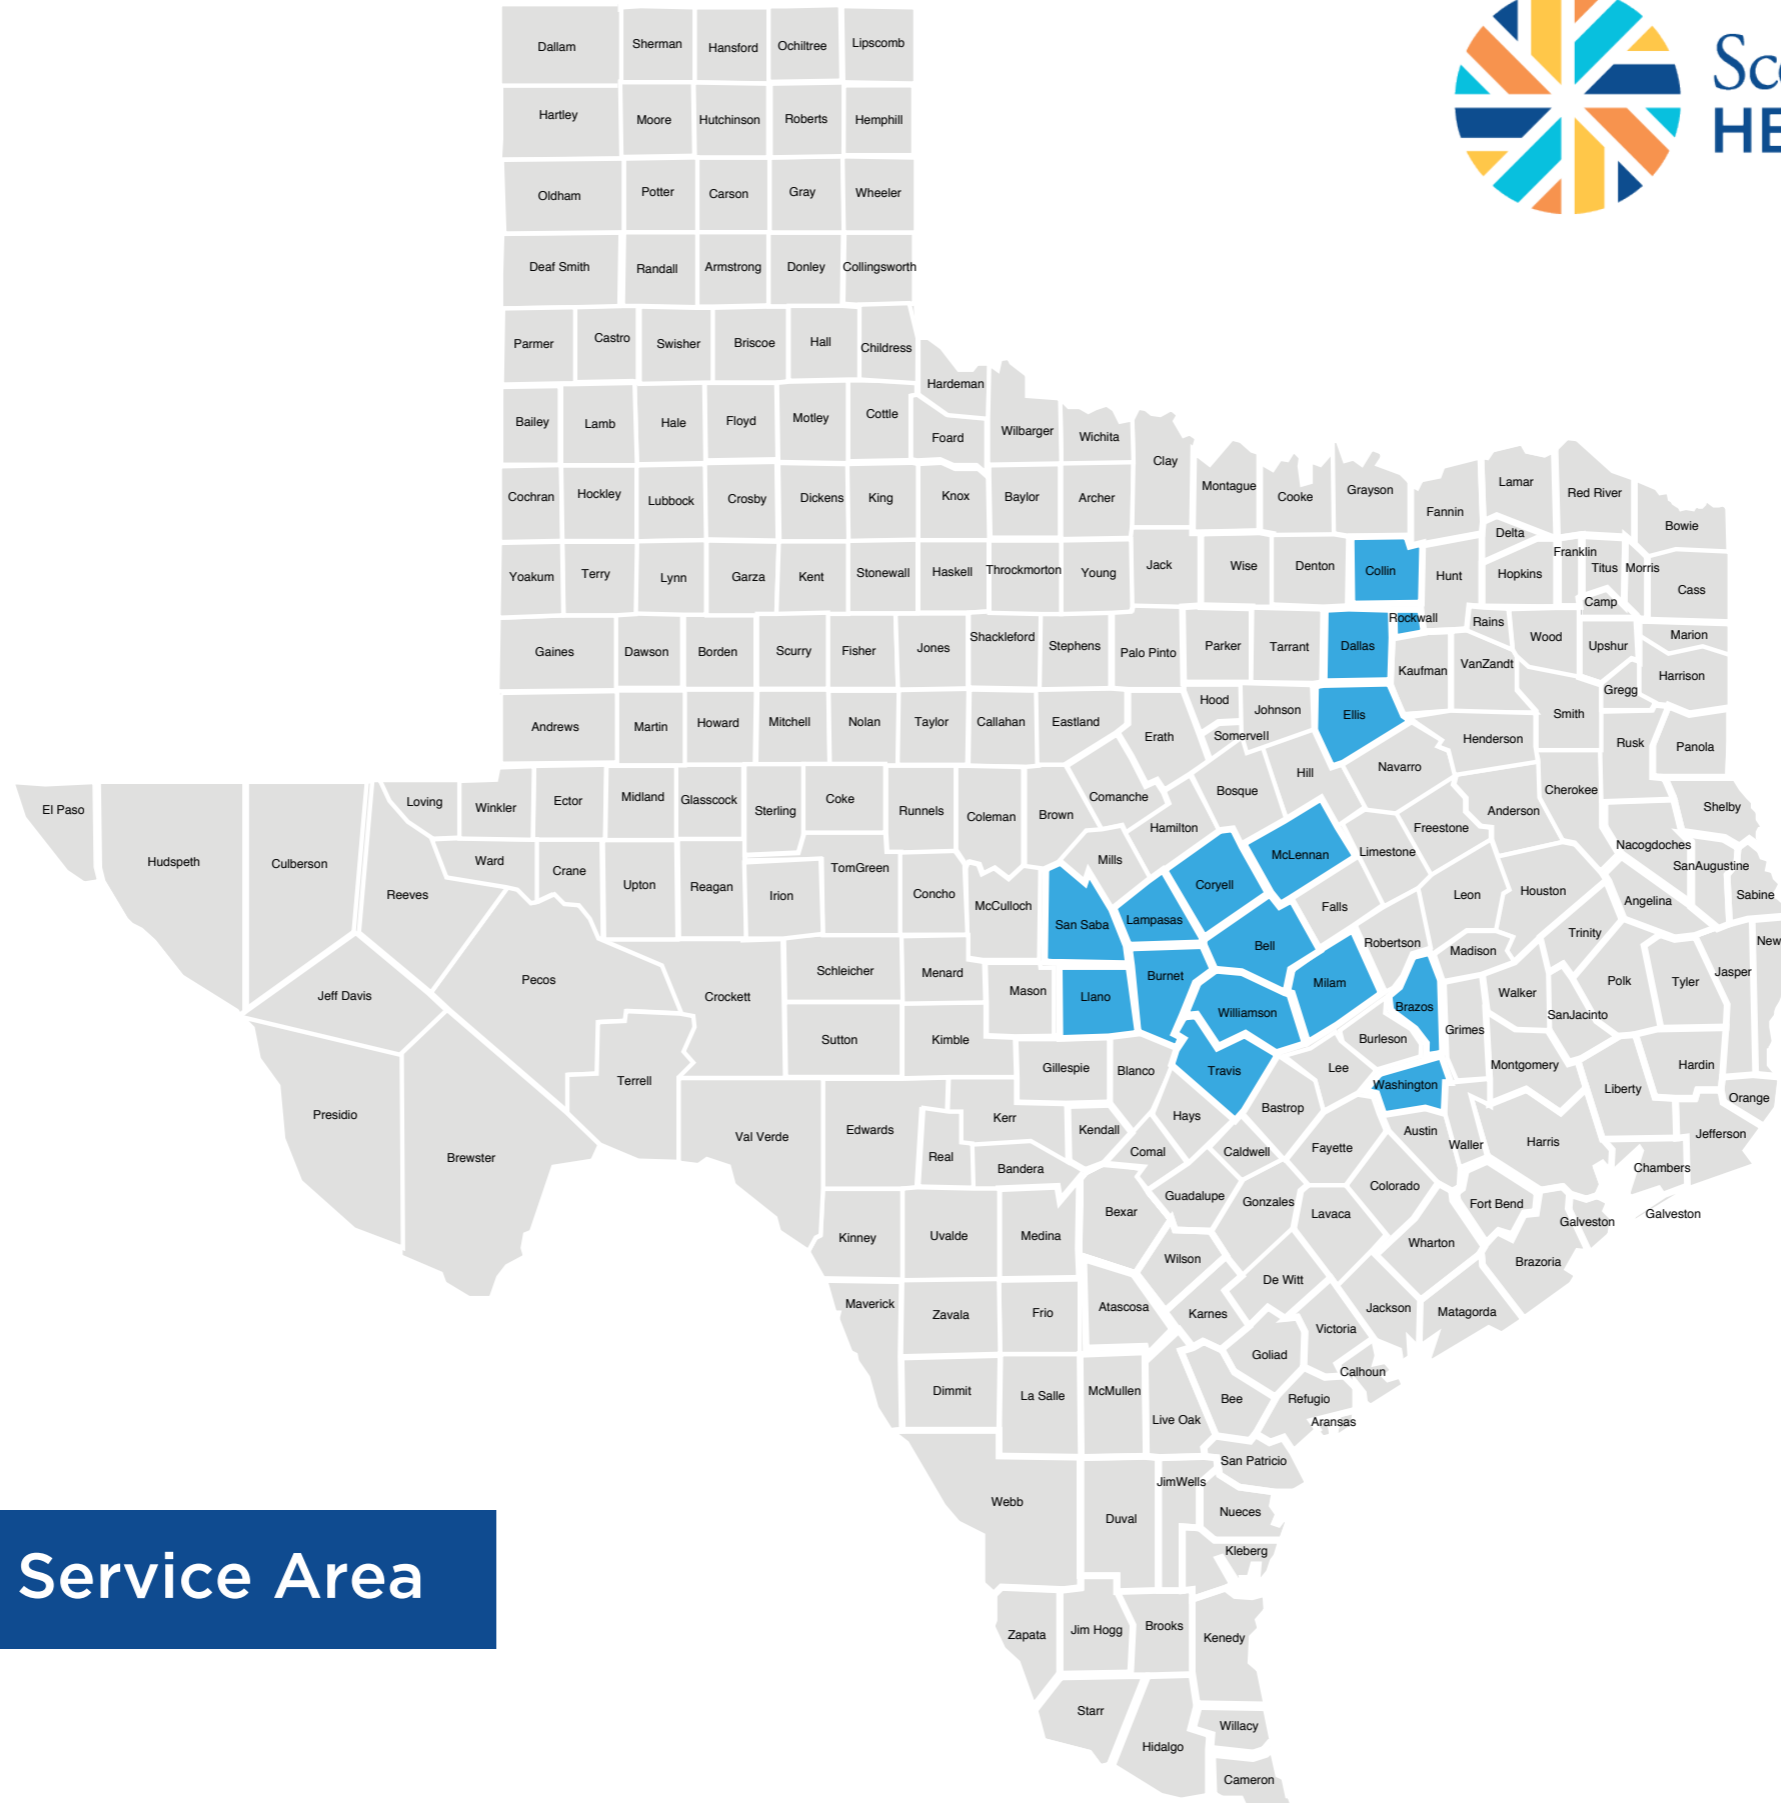 Sc
HE
Dallam Sherman Hansford Ochiltree Lipscomb
Hartley Moore Hutchinson Roberts Hemphill
Oldham Potter Carson Gray Wheeler
Deaf Smith Randall Armstrong Donley Collingsworth
Parmer Castro Swisher Briscoe Hall Childress
Hardeman
Bailey Lamb Hale Floyd Motley Cottle Foard Wilbarger Wichita
Clay
Montague Cooke Grayson Fannin Lamar Red River Bowie
Cochran Hockley Lubbock Crosby Dickens King Knox Baylor Archer
Delta Franklin Titus Morris Cass
Yoakum Terry Lynn Garza Kent Stonewall Haskell Throckmorton Young Jack Wise Denton Collin Hunt Hopkins
Camp
Rockwall Rains Wood Upshur Marion
Gaines Dawson Borden Scurry Fisher Jones Shackleford Stephens Palo Pinto Parker Tarrant Dallas Kaufman VanZandt Gregg Harrison
Andrews Martin Howard Mitchell Nolan Taylor Callahan Eastland Erath Hood Somervell Johnson Ellis Henderson Smith Rusk Panola
El Paso Hudspeth Culberson Reeves Loving Winkler Ector Midland Glasscock Sterling Coke Runnels Coleman Brown Comanche Hamilton Bosque Hill Navarro Freestone Anderson Cherokee Shelby
Ward Crane Upton Reagan Irion TomGreen Concho McCulloch Mills Coryell McLennan Limestone Nacogdoches SanAugustine Sabine
San Saba Lampasas Bell Falls Robertson Leon Houston Angelina Trinity
Jeff Davis Pecos Crockett Schleicher Menard Mason Llano Burnet Williamson Milam Brazos Madison Walker Polk Tyler Jasper New
Sutton Kimble Burleson Grimes SanJacinto
Presidio Brewster Terrell Gillespie Blanco Travis Lee Washington Montgomery Liberty Hardin Orange
Val Verde Edwards Kerr Real Bandera Kendall Comal Hays Caldwell Bastrop Fayette Austin Waller Harris Chambers Jefferson
Kinney Uvalde Medina Bexar Guadalupe Gonzales Lavaca Colorado Fort Bend Galveston Galveston
Wilson De Witt Wharton Brazoria
Maverick Zavala Frio Atascosa Karnes Victoria Jackson Matagorda
Goliad Calhoun
Dimmit La Salle McMullen Live Oak Bee Refugio Aransas
San Patricio
Webb Duval JimWells Nueces
Kleberg
Service Area
Zapata Jim Hogg Brooks Kenedy
Starr Hidalgo Willacy
Cameron